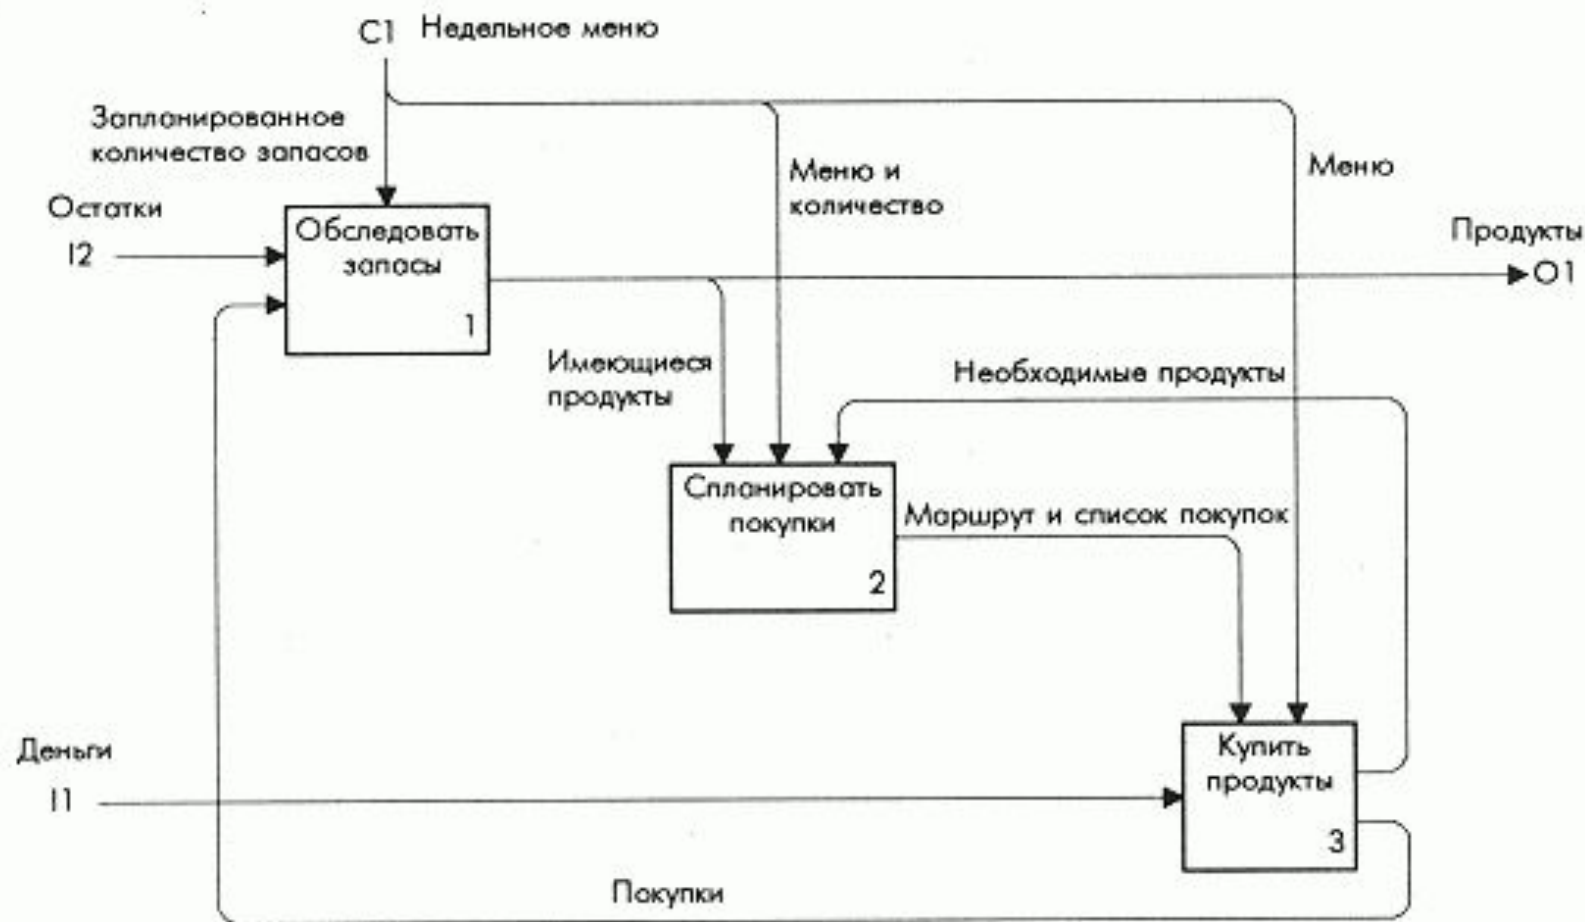 C1 Недельное меню
Запланированное
количество запасов
Меню и
количество
Меню
Остатки
I2
Обследовать
запасы
1
Продукты
O1
Имеющиеся
продукты
Необходимые продукты
Спланировать
покупки
2
Маршрут и список покупок
Деньги
I1
Купить
продукты
3
Покупки